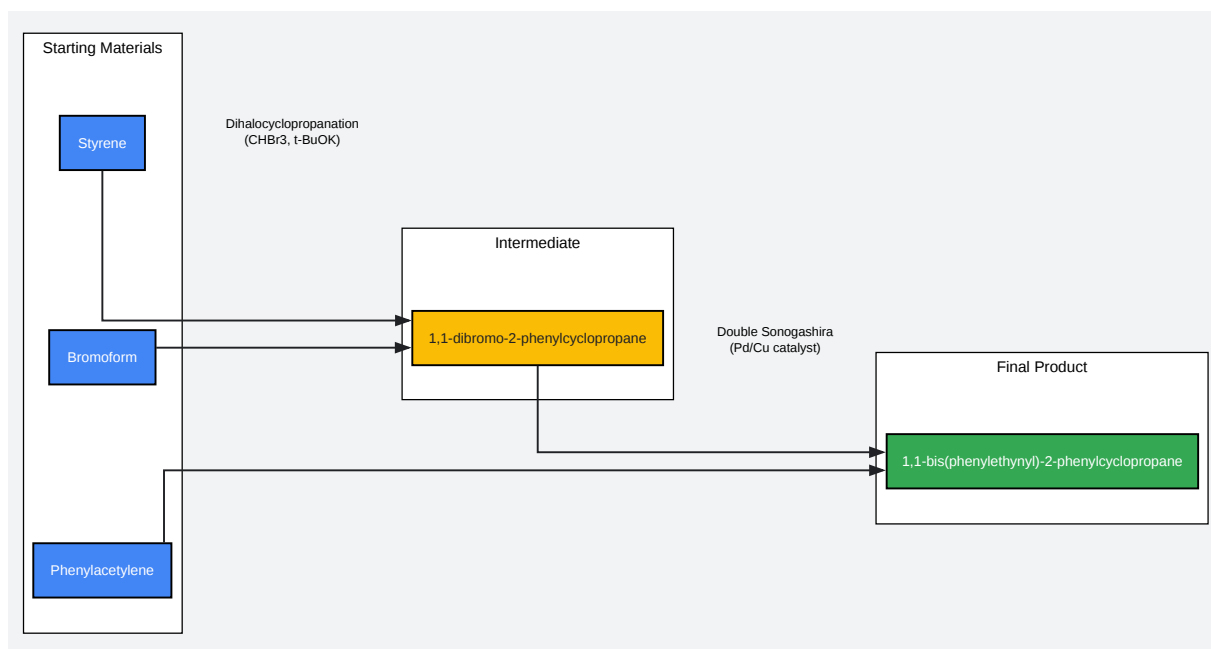 Starting Materials
Styrene
Dihalocyclopropanation
(CHBr3, t-BuOK)
Bromoform
Phenylacetylene
Intermediate
1,1-dibromo-2-phenylcyclopropane
Double Sonogashira
(Pd/Cu catalyst)
Final Product
1,1-bis(phenylethynyl)-2-phenylcyclopropane